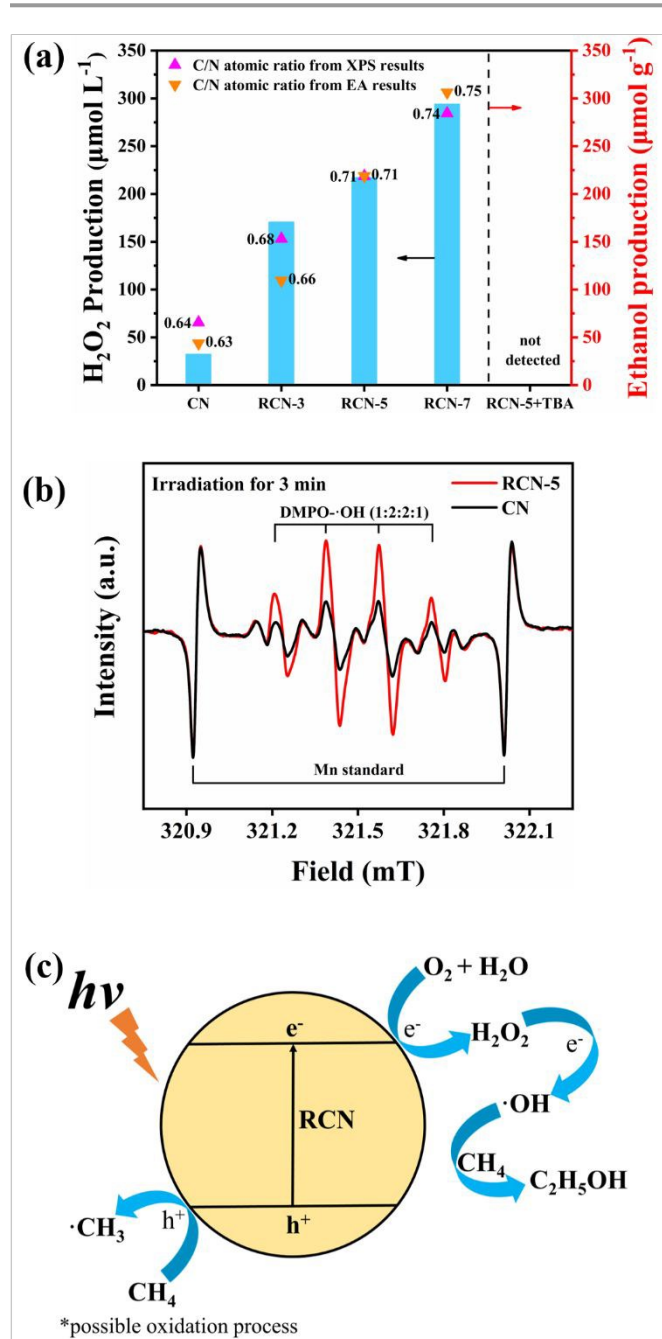 (a)
350
300
250
200
150
100
50
0
H₂O₂ Production (μmol L⁻¹)
▲ C/N atomic ratio from XPS results
▼ C/N atomic ratio from EA results
0.64
0.63
0.68
0.66
0.71
0.71
0.74
0.75
not
detected
CN
RCN-3
RCN-5
RCN-7
RCN-5+TBA
350
300
250
200
150
100
50
0
Ethanol production (μmol g⁻¹)
(b)
Irradiation for 3 min
RCN-5
CN
DMPO-·OH (1:2:2:1)
Mn standard
Intensity (a.u.)
320.9 321.2 321.5 321.8 322.1
Field (mT)
(c)
hν
O₂ + H₂O
e⁻
e⁻
H₂O₂
e⁻
RCN
·OH
CH₄
C₂H₅OH
h⁺
h⁺
·CH₃
CH₄
*possible oxidation process